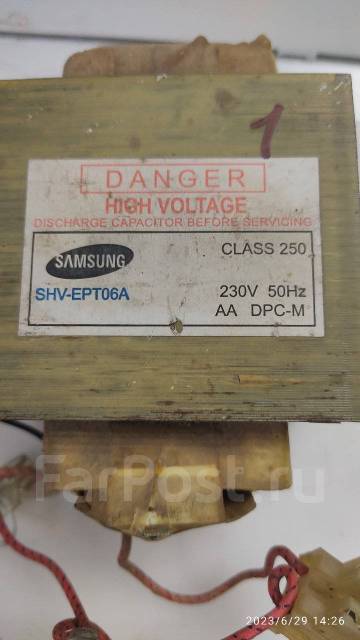 1
DANGER
HIGH VOLTAGE
DISCHARGE CAPACITOR BEFORE SERVICING
SAMSUNG
CLASS 250
SHV-EPT06A
230V 50Hz
AA DPC-M
FarPost.ru
2023/6/29 14:26